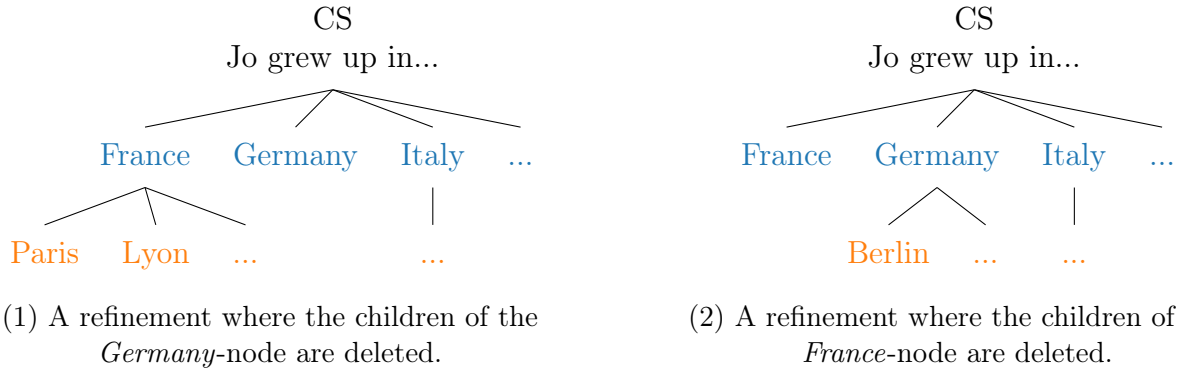 CS
Jo grew up in...
France Germany Italy ...
Paris Lyon ... ...
(1) A refinement where the children of the
Germany-node are deleted.
CS
Jo grew up in...
France Germany Italy ...
Berlin ... ...
(2) A refinement where the children of
France-node are deleted.